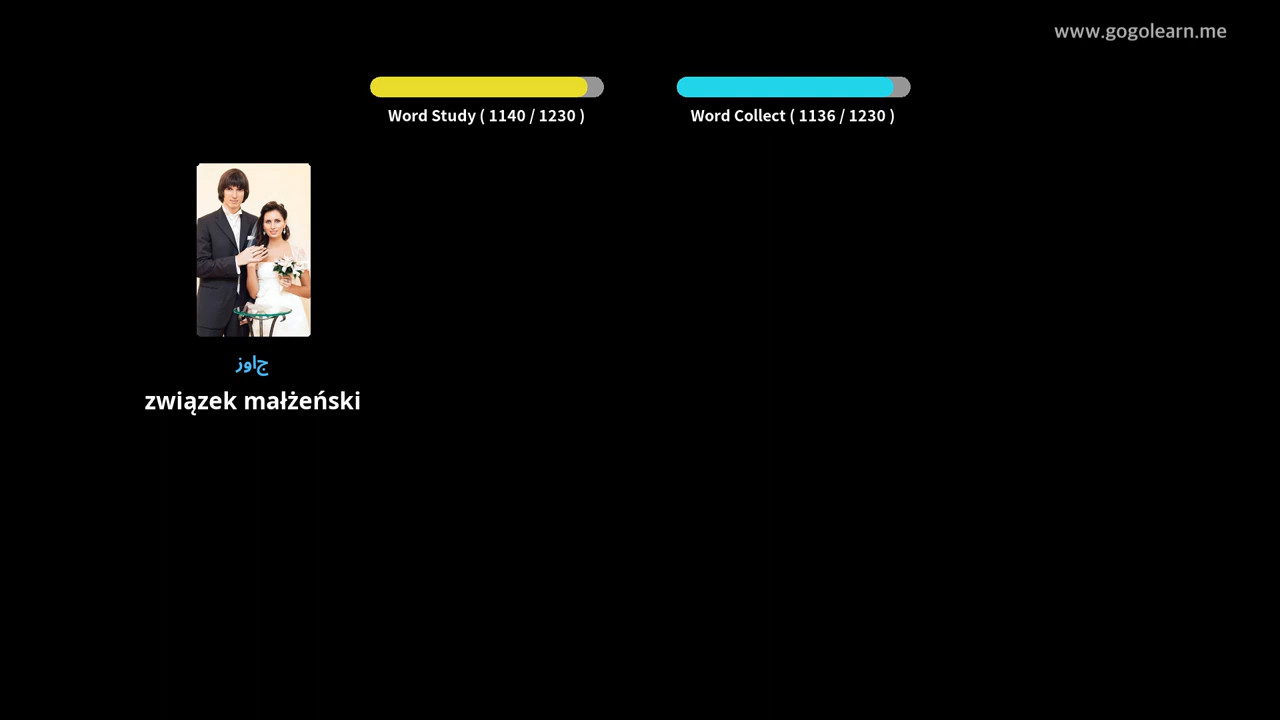 www.gogolearn.me
Word Study ( 1140 / 1230 )
Word Collect ( 1136 / 1230 )
زواج
związek małżeński